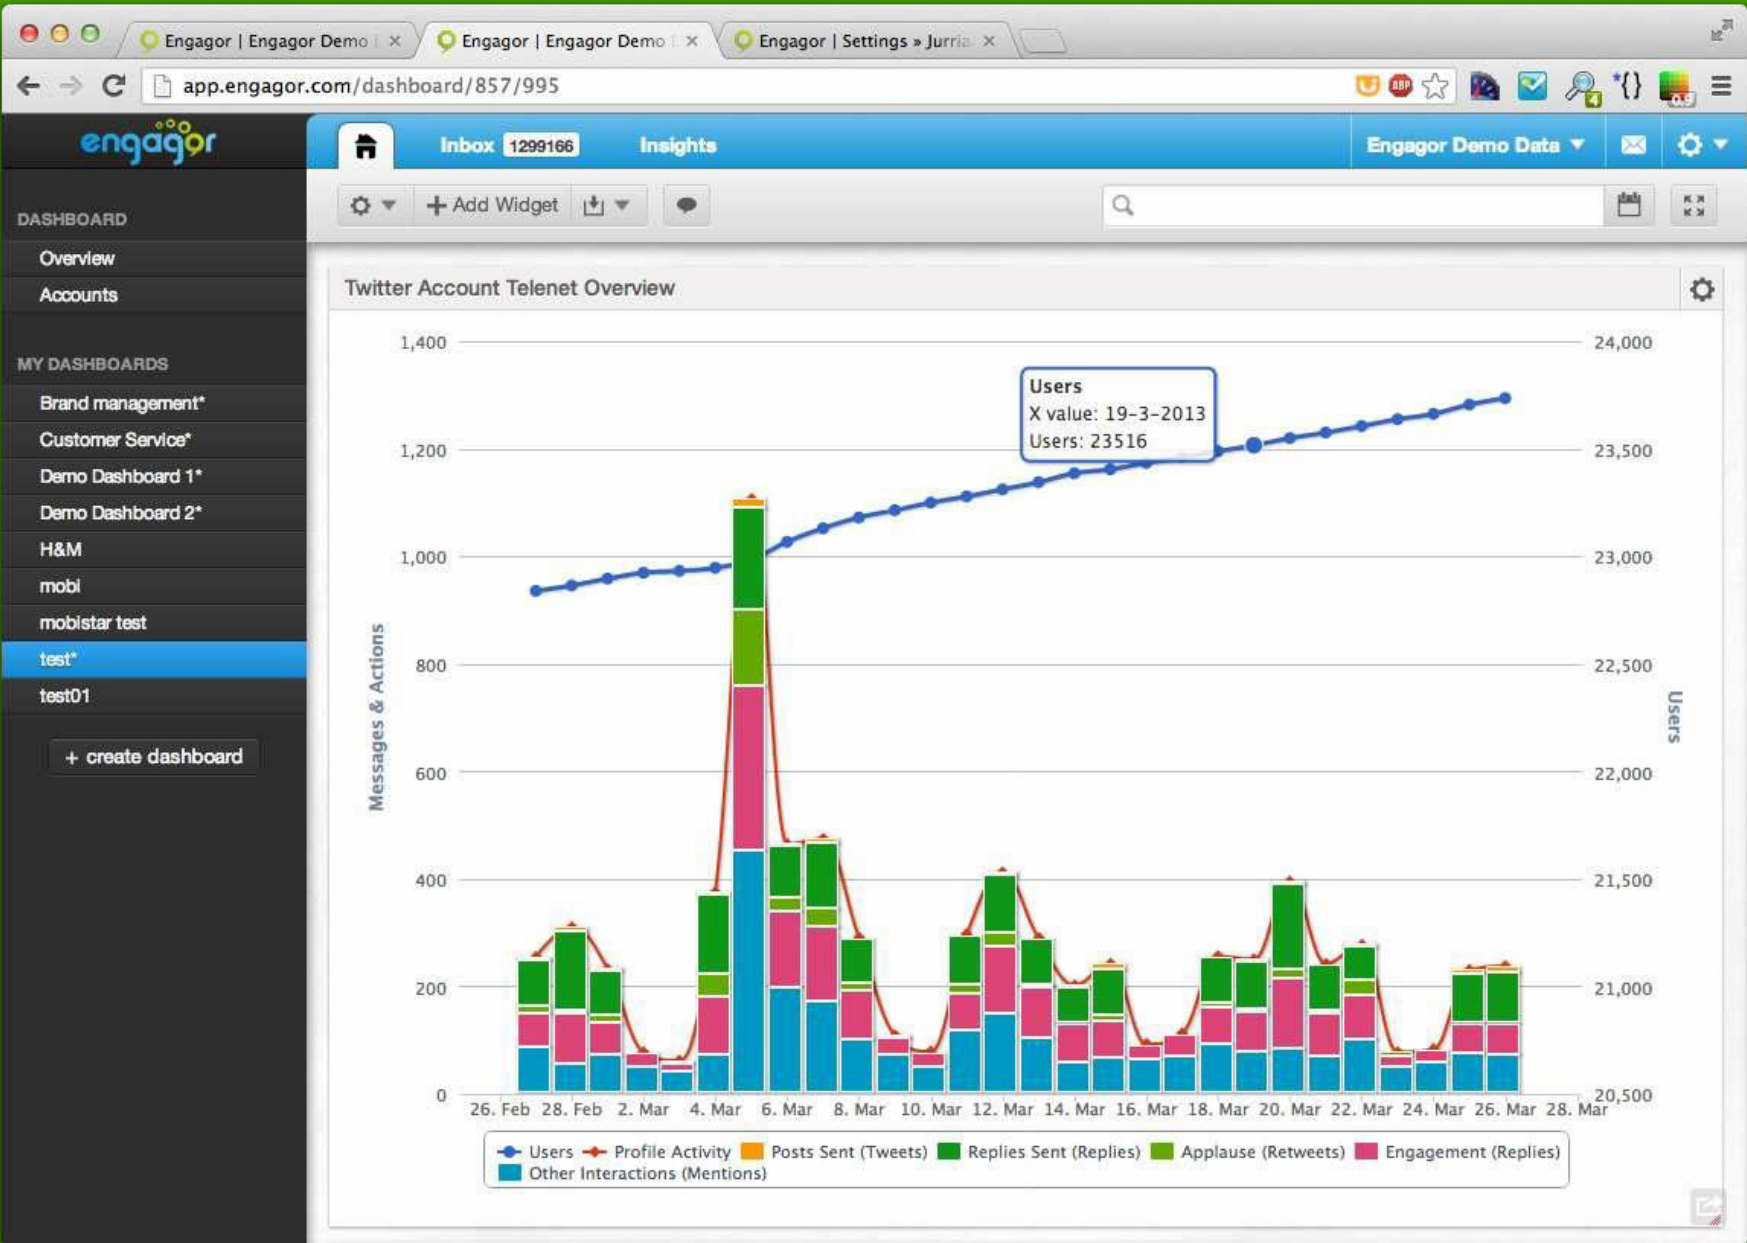 Engagor | Engagor Demo
Engagor | Engagor Demo
Engagor | Settings » Jurria
app.engagor.com/dashboard/857/995
ABP
4
*{}
0.9
engagor
Inbox 1299166
Insights
Engagor Demo Data
+ Add Widget
DASHBOARD
Overview
Accounts
MY DASHBOARDS
Brand management*
Customer Service*
Demo Dashboard 1*
Demo Dashboard 2*
H&M
mobi
mobistar test
test*
test01
+ create dashboard
Twitter Account Telenet Overview
1,400
1,200
1,000
800
600
400
200
0
Messages & Actions
Users
X value: 19-3-2013
Users: 23516
24,000
23,500
23,000
22,500
22,000
21,500
21,000
20,500
Users
26. Feb 28. Feb 2. Mar 4. Mar 6. Mar 8. Mar 10. Mar 12. Mar 14. Mar 16. Mar 18. Mar 20. Mar 22. Mar 24. Mar 26. Mar 28. Mar
Users Profile Activity Posts Sent (Tweets) Replies Sent (Replies) Applause (Retweets) Engagement (Replies)
Other Interactions (Mentions)